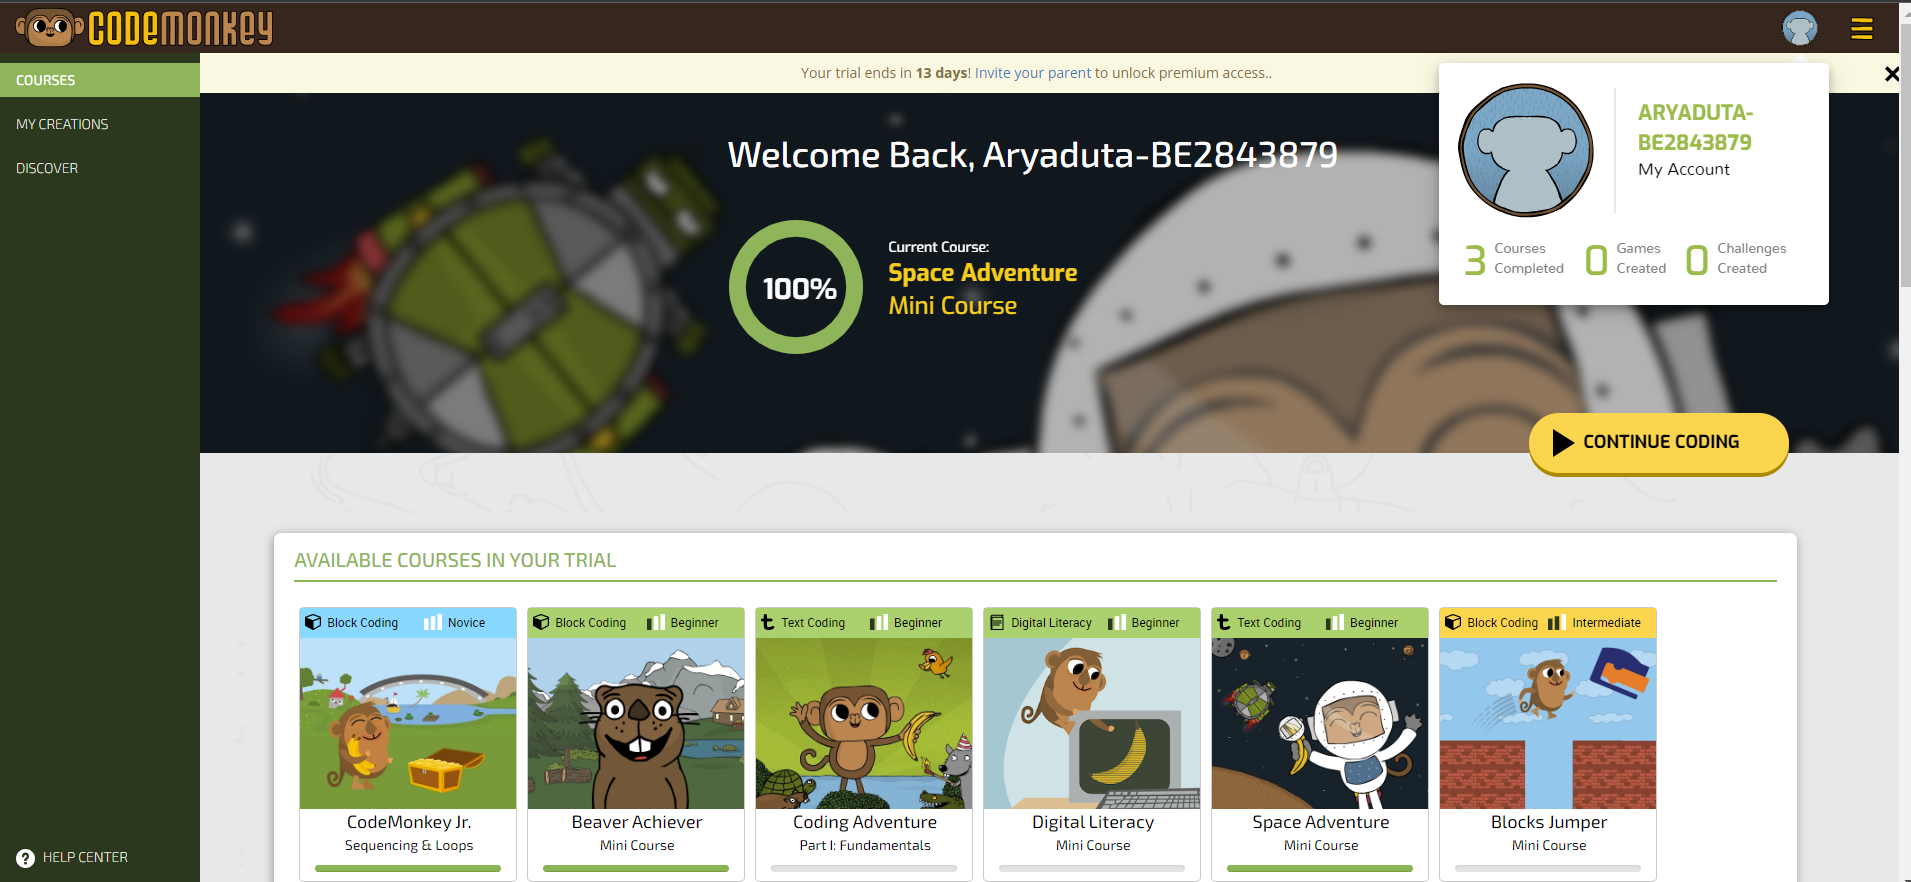 CODEMONKEY
COURSES
MY CREATIONS
DISCOVER
HELP CENTER
Your trial ends in 13 days! Invite your parent to unlock premium access..
Welcome Back, Aryaduta-BE2843879
100%
Current Course:
Space Adventure
Mini Course
ARYADUTA-
BE2843879
My Account
3 Courses Completed
0 Games Created
0 Challenges Created
CONTINUE CODING
AVAILABLE COURSES IN YOUR TRIAL
Block Coding Novice
CodeMonkey Jr.
Sequencing & Loops
Block Coding Beginner
Beaver Achiever
Mini Course
Text Coding Beginner
Coding Adventure
Part I: Fundamentals
Digital Literacy Beginner
Digital Literacy
Mini Course
Text Coding Beginner
Space Adventure
Mini Course
Block Coding Intermediate
Blocks Jumper
Mini Course